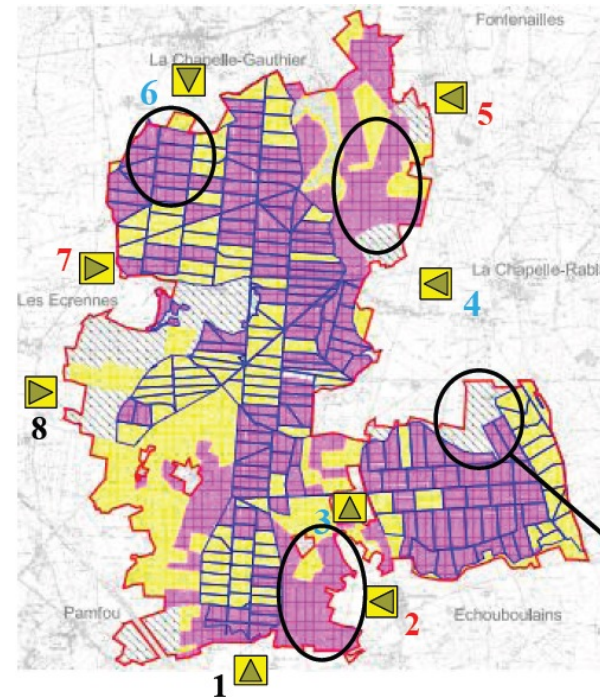 Fontenailles
La Chapelle-Gauthier
6
5
7
La Chapelle-Rabl
Les Ecrennes
4
8
3
Pamfou
Echouboulains
2
1